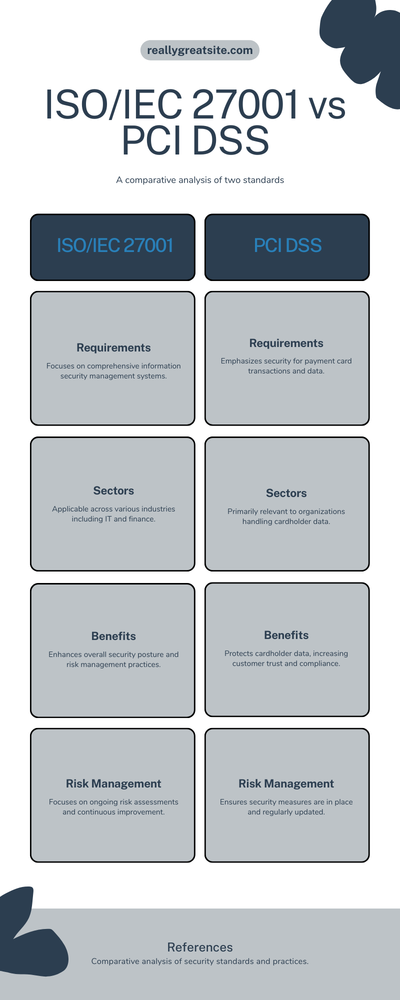 reallygreatsite.com
ISO/IEC 27001 vs
PCI DSS
A comparative analysis of two standards
ISO/IEC 27001
PCI DSS
Requirements
Focuses on comprehensive information
security management systems.
Requirements
Emphasizes security for payment card
transactions and data.
Sectors
Applicable across various industries
including IT and finance.
Sectors
Primarily relevant to organizations
handling cardholder data.
Benefits
Enhances overall security posture and
risk management practices.
Benefits
Protects cardholder data, increasing
customer trust and compliance.
Risk Management
Focuses on ongoing risk assessments
and continuous improvement.
Risk Management
Ensures security measures are in place
and regularly updated.
References
Comparative analysis of security standards and practices.